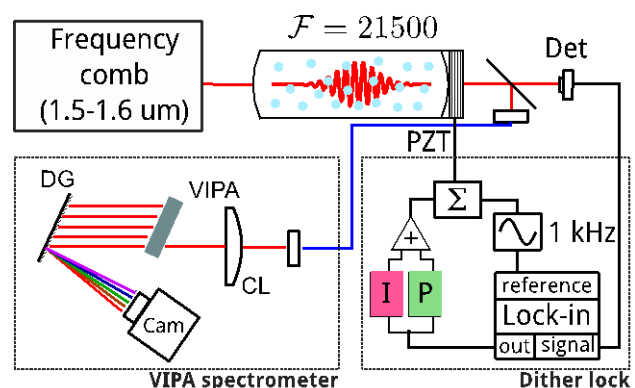 F = 21500
Frequency
comb
(1.5-1.6 um)
Det
PZT
DG
VIPA
CL
Cam
VIPA spectrometer
Σ
1 kHz
+
I P
reference
Lock-in
out signal
Dither lock